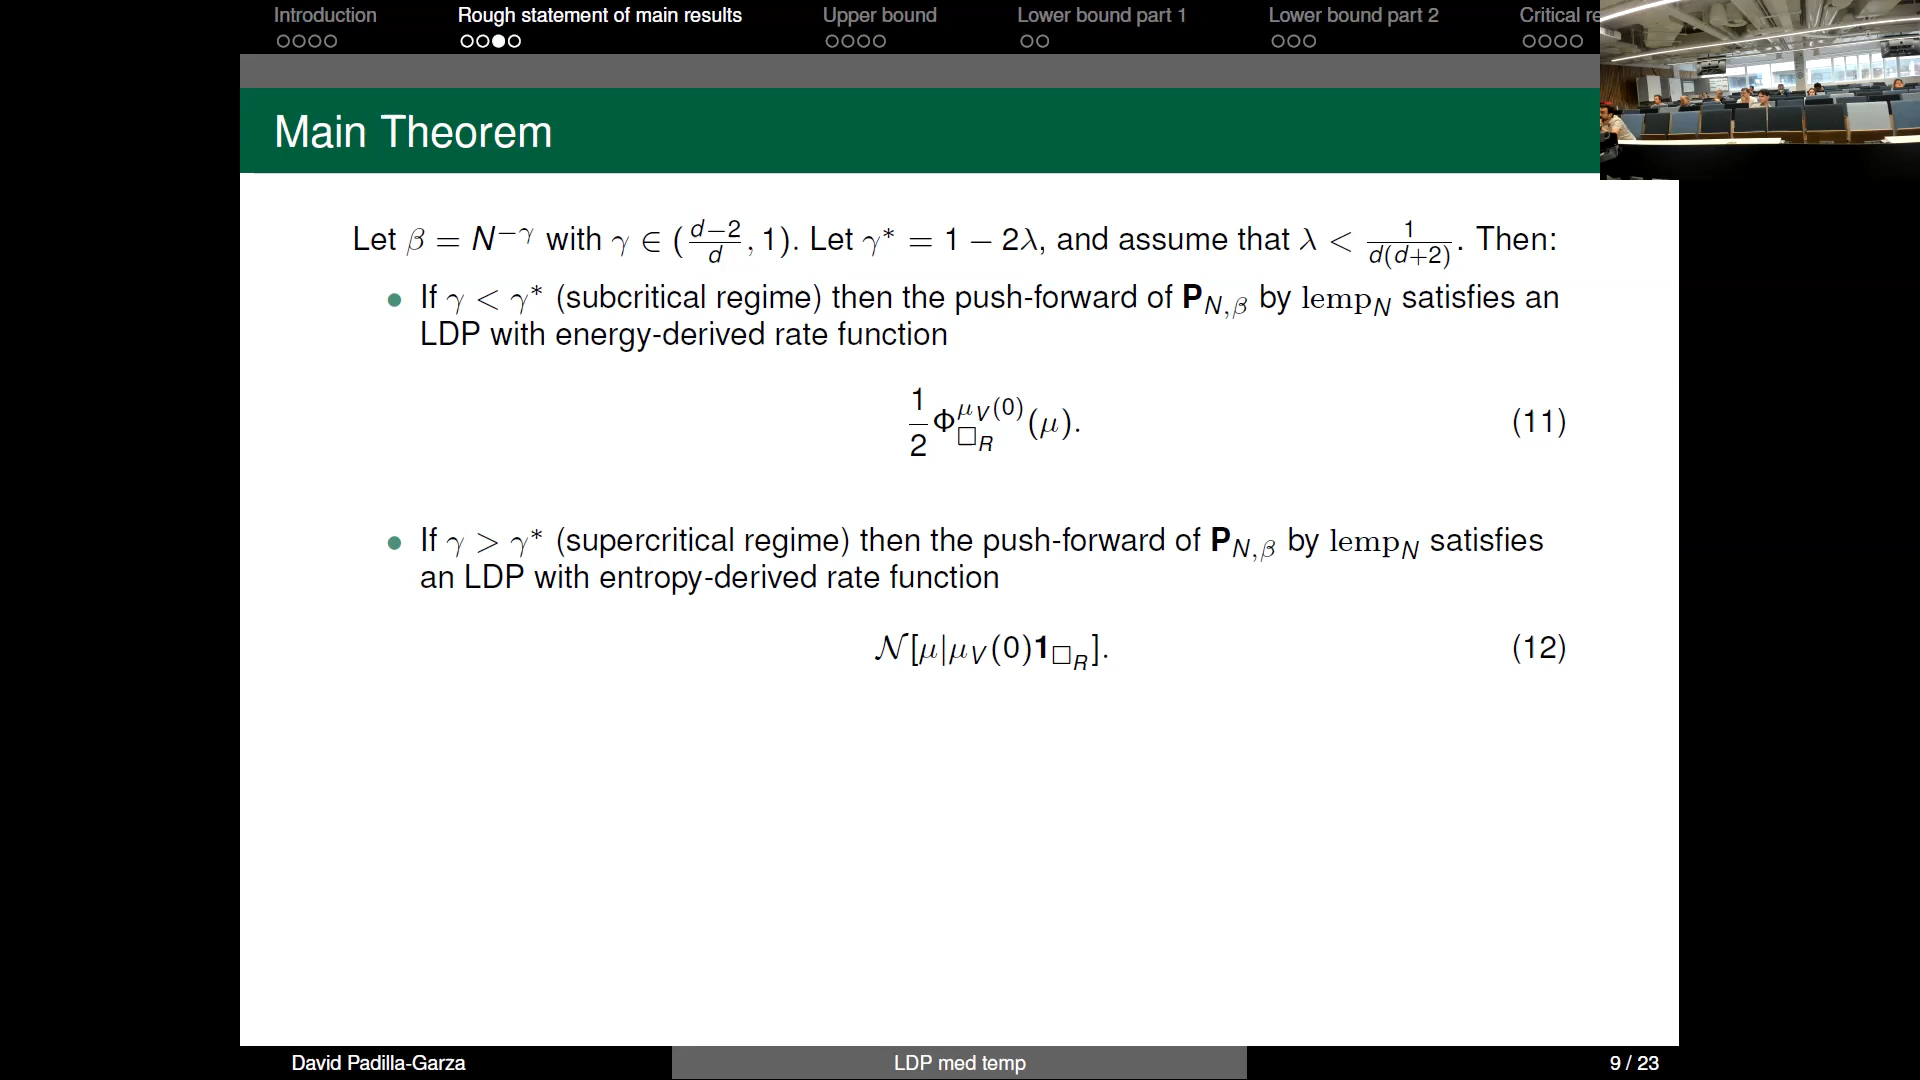 Introduction
Rough statement of main results
Upper bound
Lower bound part 1
Lower bound part 2
Critical re
Main Theorem
Let β = N^{−γ} with γ ∈ (\frac{d−2}{d}, 1). Let γ* = 1 − 2λ, and assume that λ < \frac{1}{d(d+2)}. Then:
• If γ < γ* (subcritical regime) then the push-forward of P_{N,β} by lemp_N satisfies an
LDP with energy-derived rate function
\frac{1}{2} Φ^{μ_V(0)}_{□_R}(μ). (11)
• If γ > γ* (supercritical regime) then the push-forward of P_{N,β} by lemp_N satisfies
an LDP with entropy-derived rate function
𝒩[μ|μ_V(0)1_{□_R}]. (12)
David Padilla-Garza
LDP med temp
9 / 23